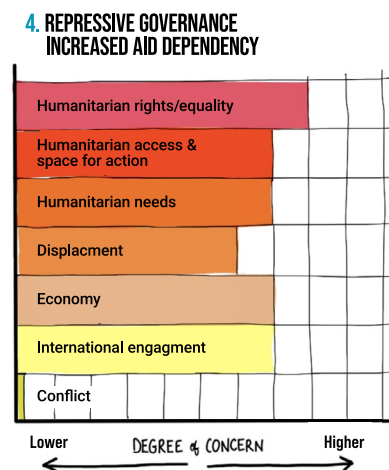 4. REPRESSIVE GOVERNANCE
INCREASED AID DEPENDENCY
Humanitarian rights/equality
Humanitarian access &
space for action
Humanitarian needs
Displacment
Economy
International engagment
Conflict
Lower DEGREE of CONCERN Higher